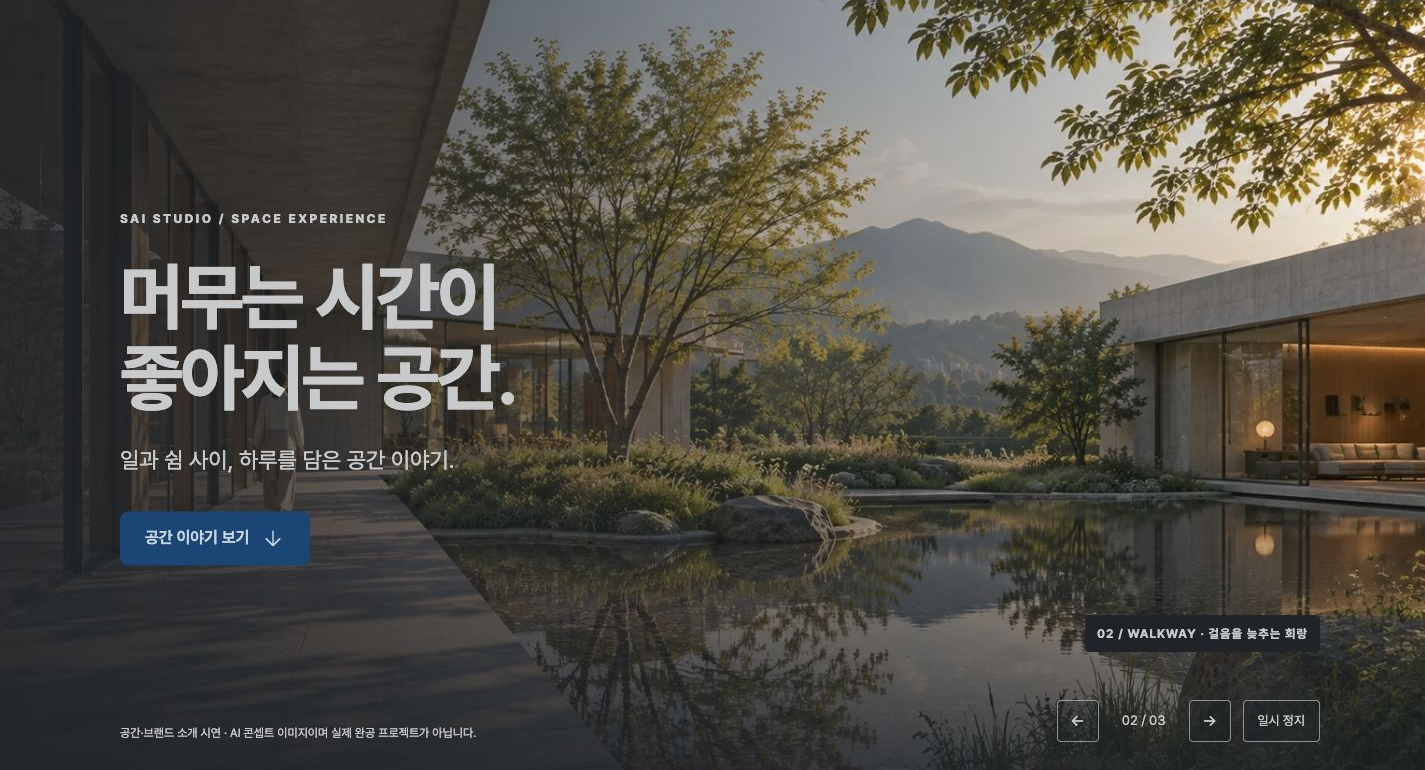 SAI STUDIO / SPACE EXPERIENCE
머무는 시간이
좋아지는 공간.
일과 쉼 사이, 하루를 담은 공간 이야기.
공간 이야기 보기 ↓
02 / WALKWAY · 걸음을 늦추는 회랑
공간·브랜드 소개 시연 · AI 콘셉트 이미지이며 실제 완공 프로젝트가 아닙니다.
← 02 / 03 → 일시 정지